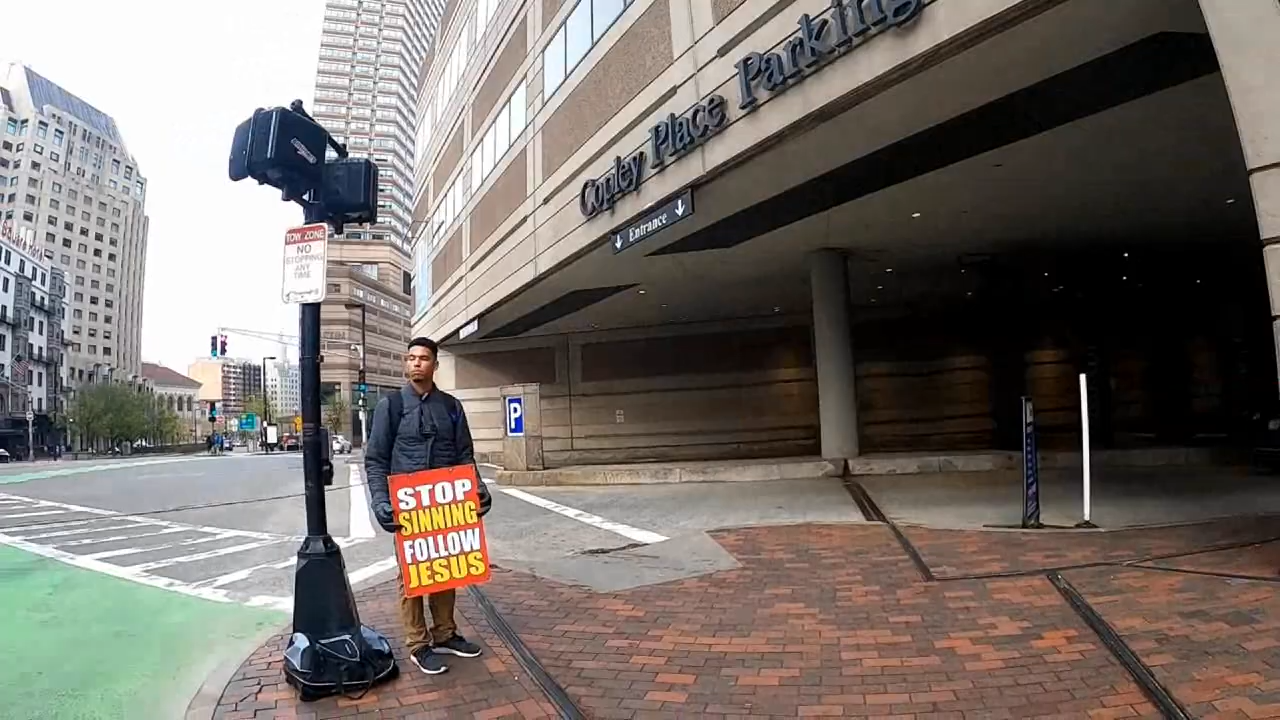 Copley Place Parking
Entrance
TOW ZONE
NO
STOPPING
ANY
TIME
P
STOP
SINNING
FOLLOW
JESUS